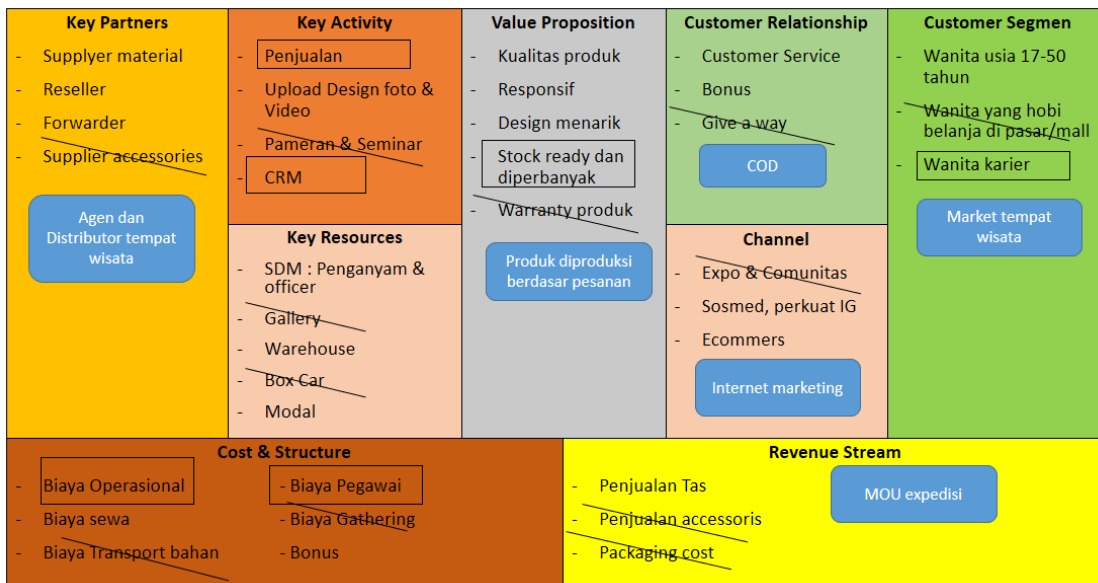 Key Partners
- Supplyer material
- Reseller
- Forwarder
- Supplier accessories
Agen dan
Distributor tempat
wisata
Key Activity
- Penjualan
- Upload Design foto &
Video
- Pameran & Seminar
- CRM
Key Resources
- SDM : Penganyam &
officer
- Gallery
- Warehouse
- Box Car
- Modal
Value Proposition
- Kualitas produk
- Responsif
- Design menarik
- Stock ready dan
diperbanyak
- Warranty produk
Produk diproduksi
berdasar pesanan
Customer Relationship
- Customer Service
- Bonus
- Give a way
COD
Channel
- Expo & Comunitas
- Sosmed, perkuat IG
- Ecommers
Internet marketing
Customer Segmen
- Wanita usia 17-50
tahun
- Wanita yang hobi
belanja di pasar/mall
- Wanita karier
Market tempat
wisata
Cost & Structure
- Biaya Operasional
- Biaya sewa
- Biaya Transport bahan
- Biaya Pegawai
- Biaya Gathering
- Bonus
Revenue Stream
- Penjualan Tas
- Penjualan accessoris
- Packaging cost
MOU expedisi